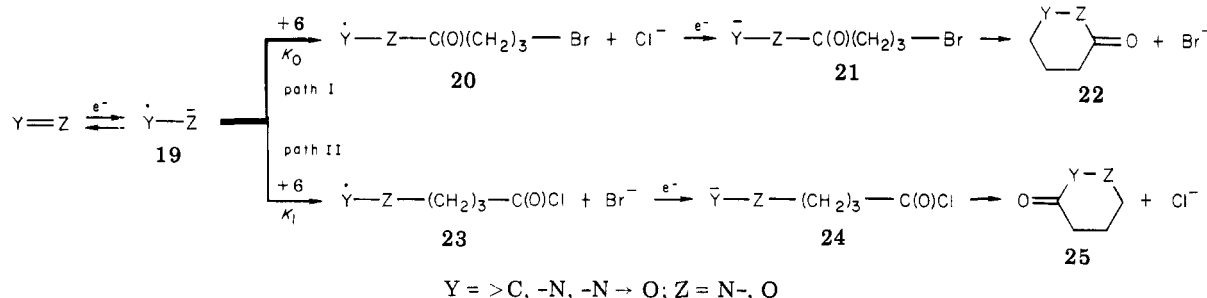 +6
K₀
path I
Ẏ—Z—C(O)(CH₂)₃—Br + Cl⁻ e⁻ Ȳ—Z—C(O)(CH₂)₃—Br Y—Z =O + Br⁻
20 21 22
Y=Z e⁻ Ẏ—Z̄
19
path II
+6
K₁
Ẏ—Z—(CH₂)₃—C(O)Cl + Br⁻ e⁻ Ȳ—Z—(CH₂)₃—C(O)Cl O= Y—Z + Cl⁻
23 24 25
Y = >C, -N, -N → O; Z = N-, O